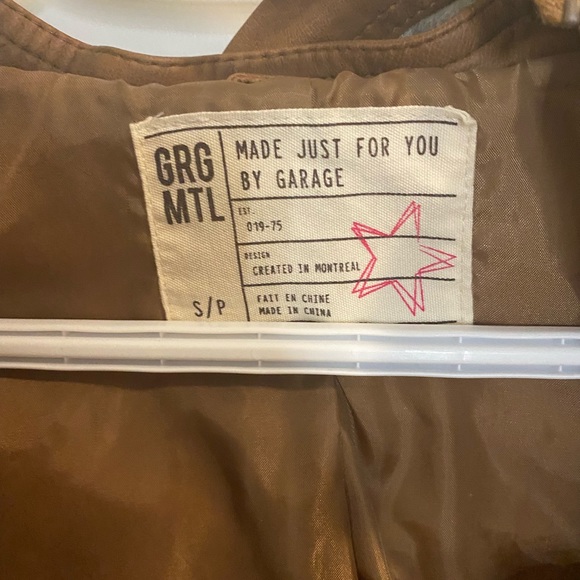 GRG
MTL
S/P
MADE JUST FOR YOU
BY GARAGE
EST
019-75
DESIGN
CREATED IN MONTREAL
FAIT EN CHINE
MADE IN CHINA